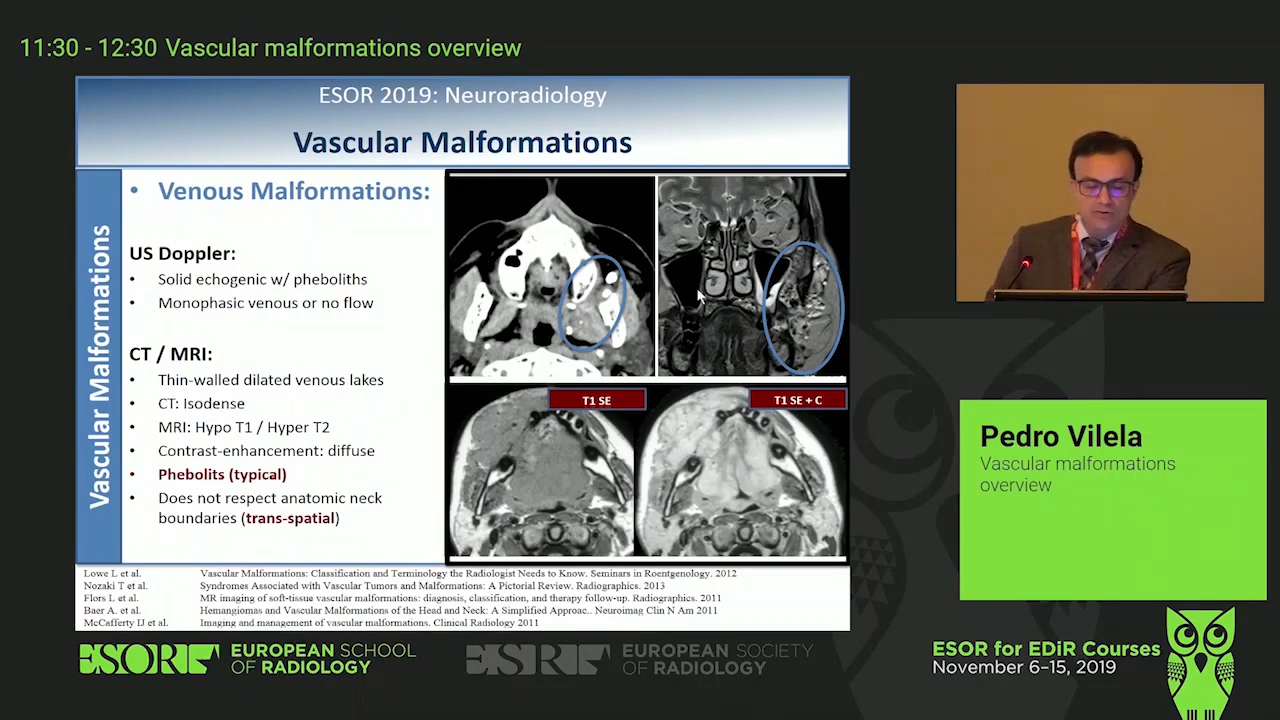 11:30 - 12:30 Vascular malformations overview
ESOR 2019: Neuroradiology
Vascular Malformations
Vascular Malformations
• Venous Malformations:
US Doppler:
• Solid echogenic w/ pheboliths
• Monophasic venous or no flow
CT / MRI:
• Thin-walled dilated venous lakes
• CT: Isodense
• MRI: Hypo T1 / Hyper T2
• Contrast-enhancement: diffuse
• Phebolits (typical)
• Does not respect anatomic neck
boundaries (trans-spatial)
T1 SE
T1 SE + C
Lowe L et al. Vascular Malformations: Classification and Terminology the Radiologist Needs to Know. Seminars in Roentgenology. 2012
Nozaki T et al. Syndromes Associated with Vascular Tumors and Malformations: A Pictorial Review. Radiographics. 2013
Flors L et al. MR imaging of soft-tissue vascular malformations: diagnosis, classification, and therapy follow-up. Radiographics. 2011
Baer A. et al. Hemangiomas and Vascular Malformations of the Head and Neck: A Simplified Approac.. Neuroimag Clin N Am 2011
McCafferty IJ et al. Imaging and management of vascular malformations. Clinical Radiology 2011
Pedro Vilela
Vascular malformations
overview
ESOR EUROPEAN SCHOOL
OF RADIOLOGY
ESR EUROPEAN SOCIETY
OF RADIOLOGY
ESOR for EDiR Courses
November 6–15, 2019